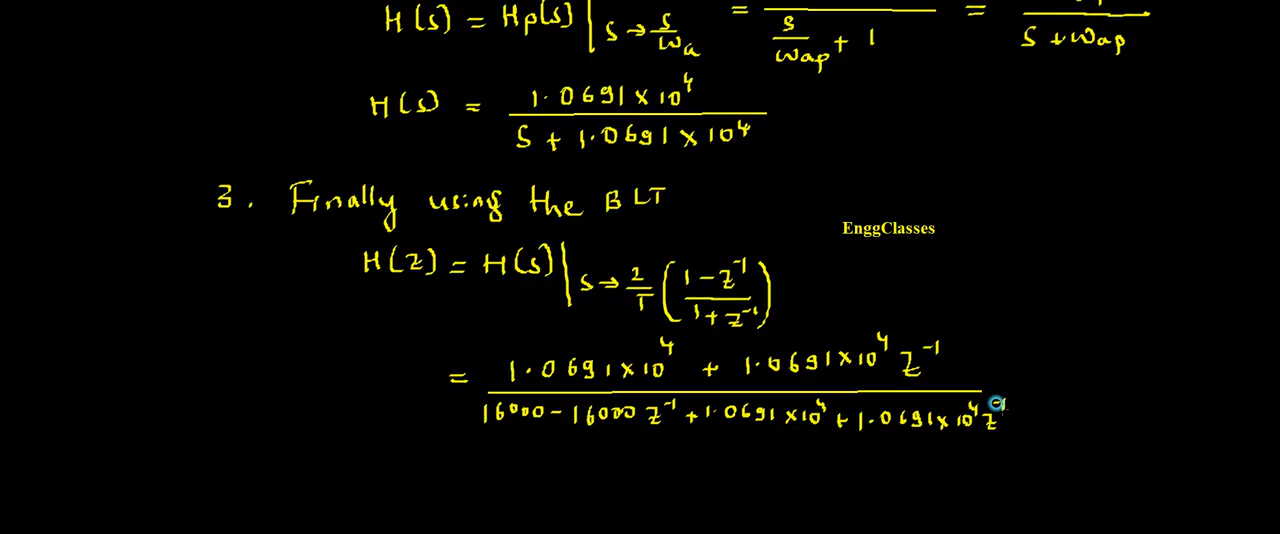 H(s) = Hp(s) | s → s/ωa = / (s/ωap + 1) = / (s + ωap)
H(s) = 1.0691 × 10^4 / (s + 1.0691 × 10^4)
3. Finally using the BLT
EnggClasses
H(z) = H(s) | s → 2/T ((1 - z^-1)/(1 + z^-1))
= (1.0691 × 10^4 + 1.0691 × 10^4 z^-1) / (16000 - 16000 z^-1 + 1.0691 × 10^4 + 1.0691 × 10^4 z^-1)